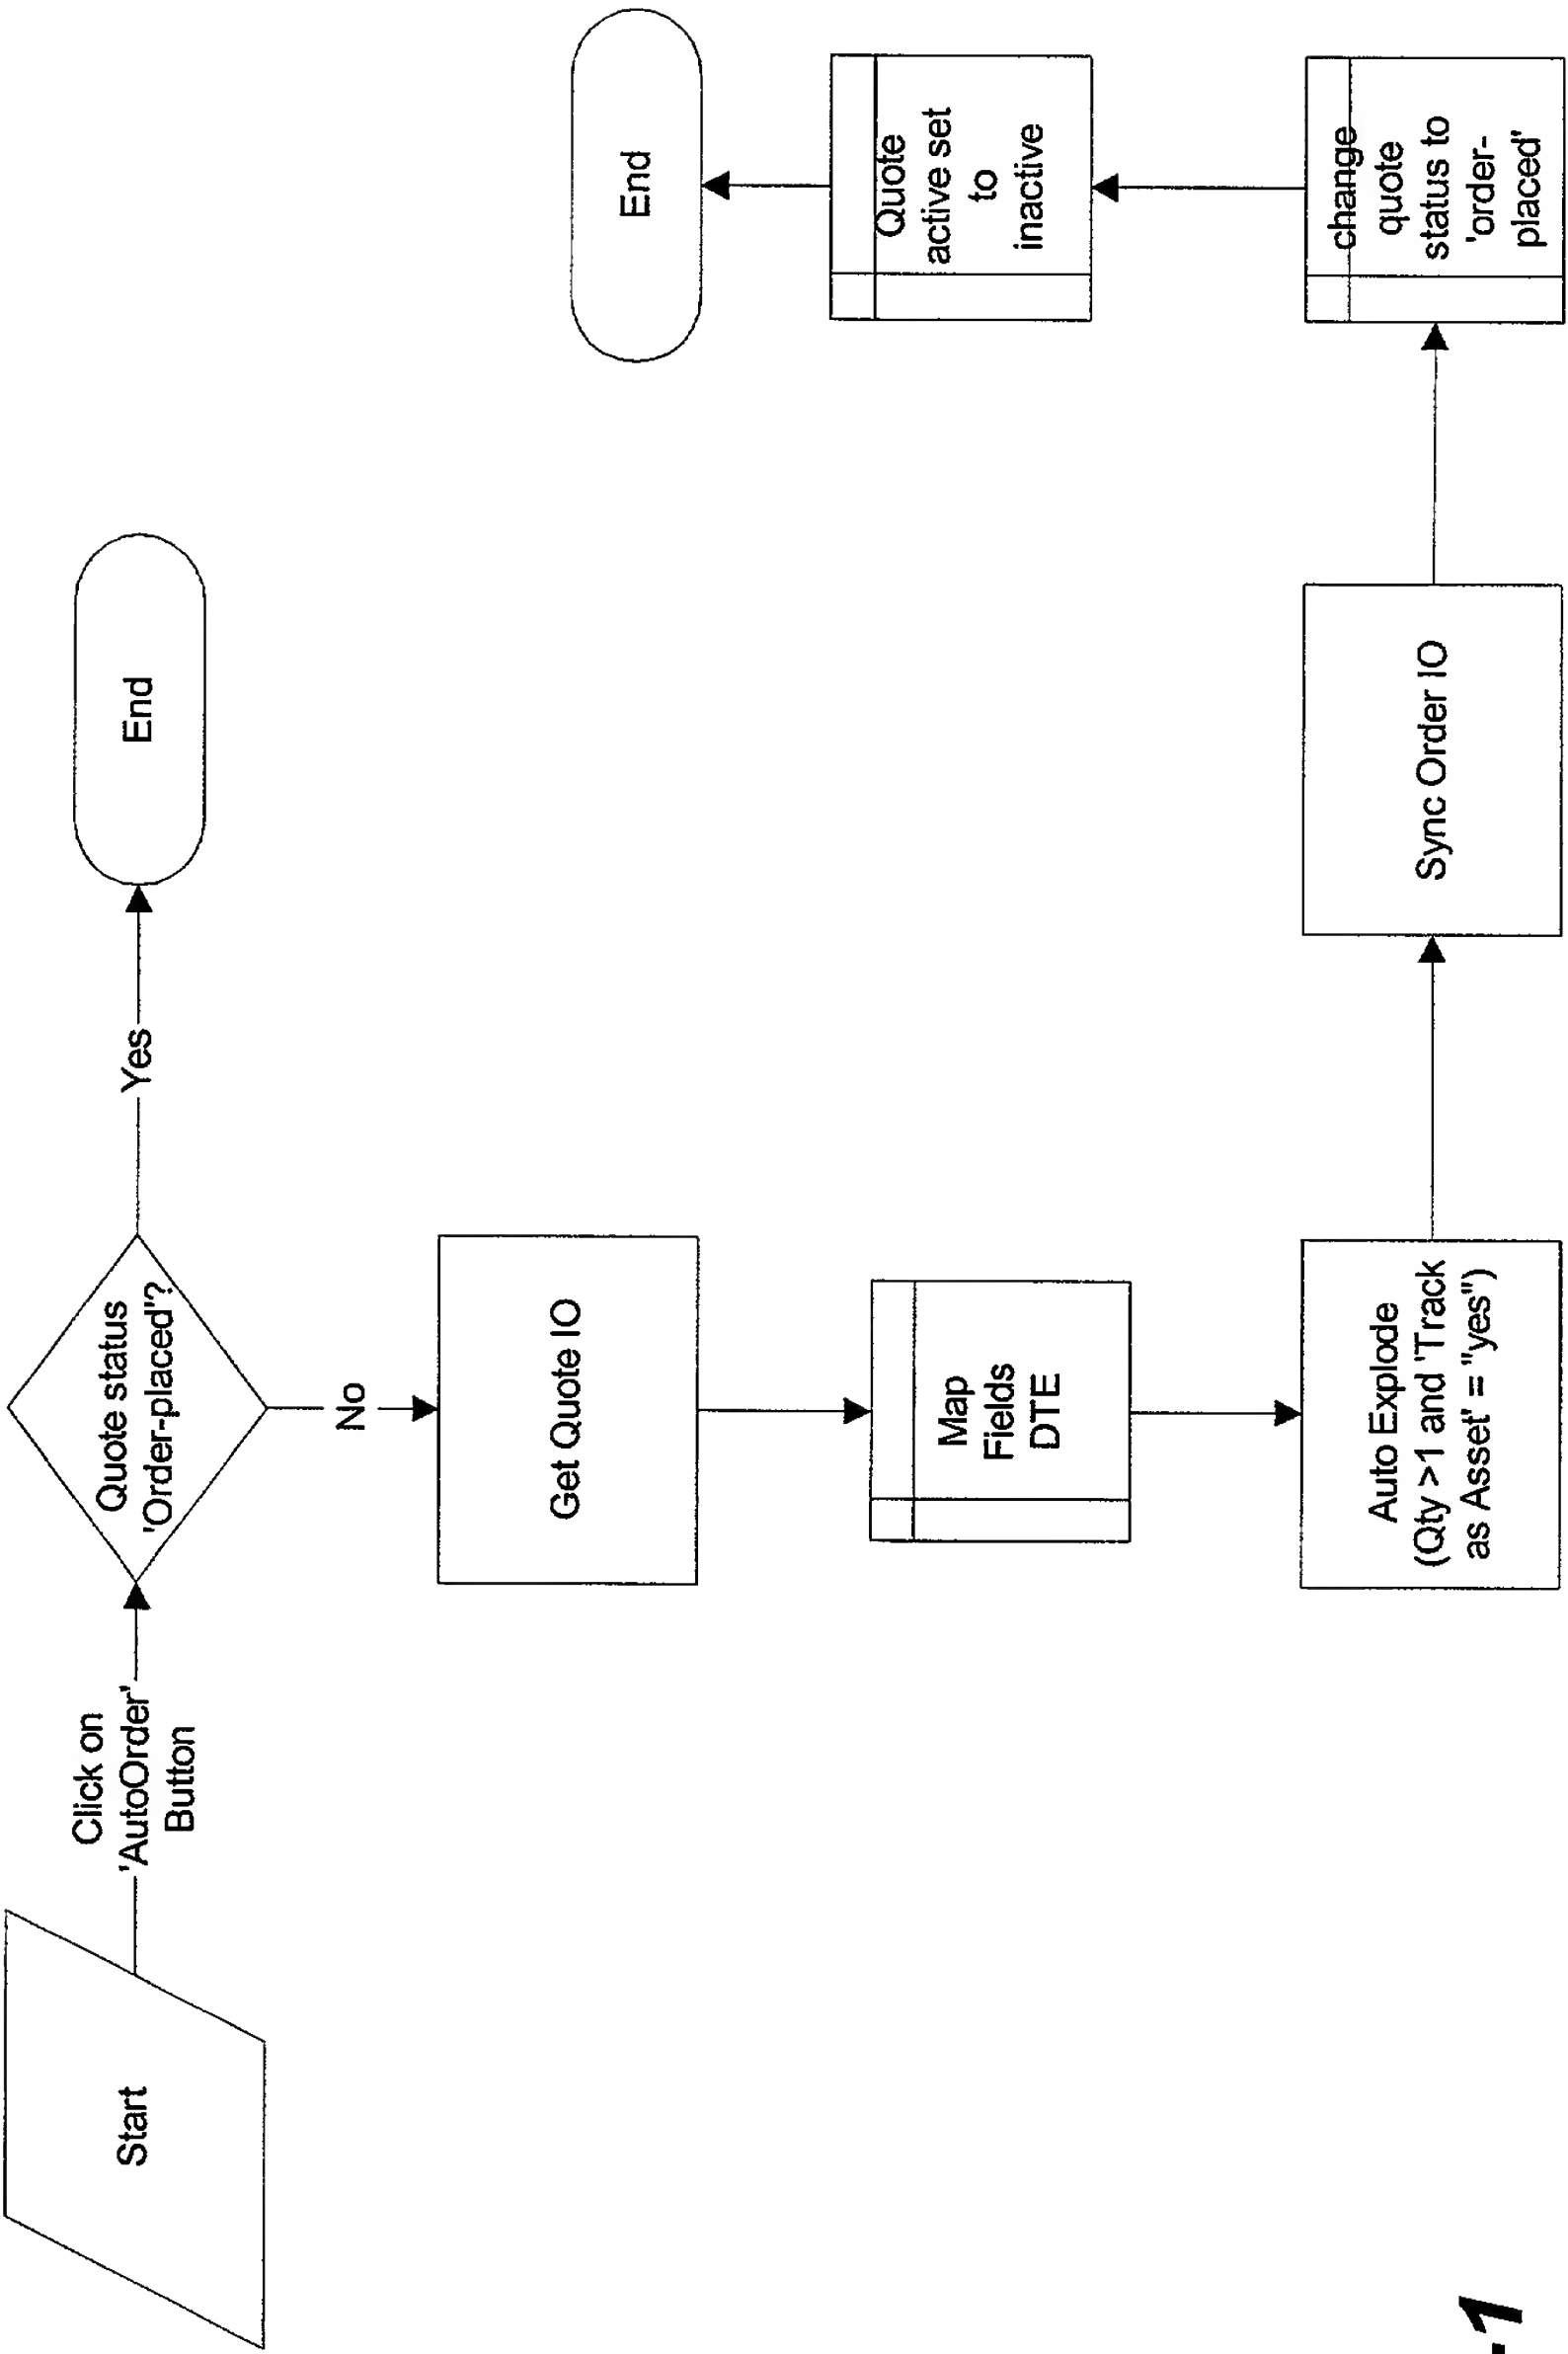 Start
Click on
'AutoOrder'
Button
Quote status
'Order-placed'?
Yes
End
No
Get Quote IO
Map
Fields
DTE
Auto Explode
(Qty >1 and 'Track
as Asset' = "yes")
Sync Order IO
change
quote
status to
'order-
placed'
Quote
active set
to
inactive
End
-1